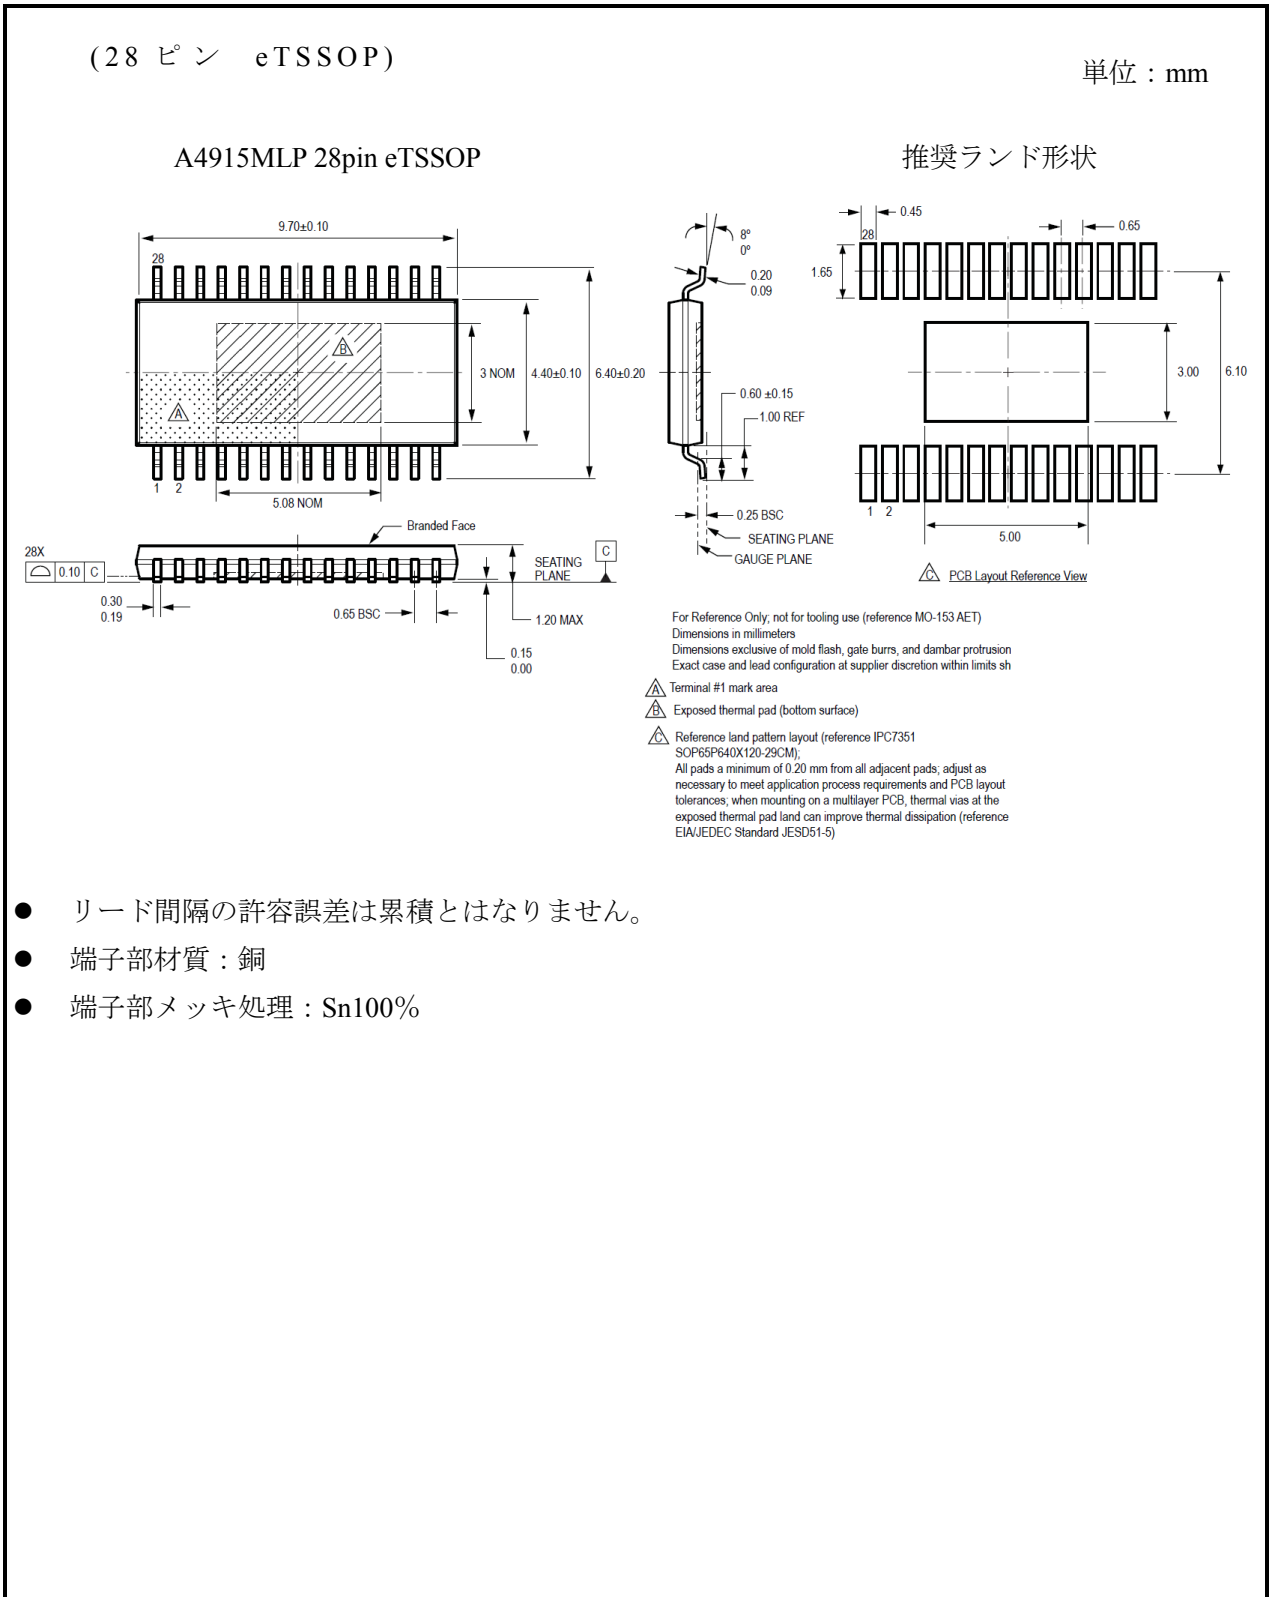 (28 ピン eTSSOP)
単位：mm
A4915MLP 28pin eTSSOP
推奨ランド形状
9.70±0.10
28
B
A
3 NOM
4.40±0.10
6.40±0.20
1 2
5.08 NOM
8º
0º
0.20
0.09
0.60 ±0.15
1.00 REF
0.25 BSC
SEATING PLANE
GAUGE PLANE
0.45
0.65
28
1.65
3.00
6.10
1 2
5.00
C PCB Layout Reference View
Branded Face
28X
0.10 C
SEATING
PLANE
C
0.30
0.19
0.65 BSC
1.20 MAX
0.15
0.00
For Reference Only; not for tooling use (reference MO-153 AET)
Dimensions in millimeters
Dimensions exclusive of mold flash, gate burrs, and dambar protrusion
Exact case and lead configuration at supplier discretion within limits sh
A Terminal #1 mark area
B Exposed thermal pad (bottom surface)
C Reference land pattern layout (reference IPC7351
SOP65P640X120-29CM);
All pads a minimum of 0.20 mm from all adjacent pads; adjust as
necessary to meet application process requirements and PCB layout
tolerances; when mounting on a multilayer PCB, thermal vias at the
exposed thermal pad land can improve thermal dissipation (reference
EIA/JEDEC Standard JESD51-5)
● リード間隔の許容誤差は累積とはなりません。
● 端子部材質：銅
● 端子部メッキ処理：Sn100％